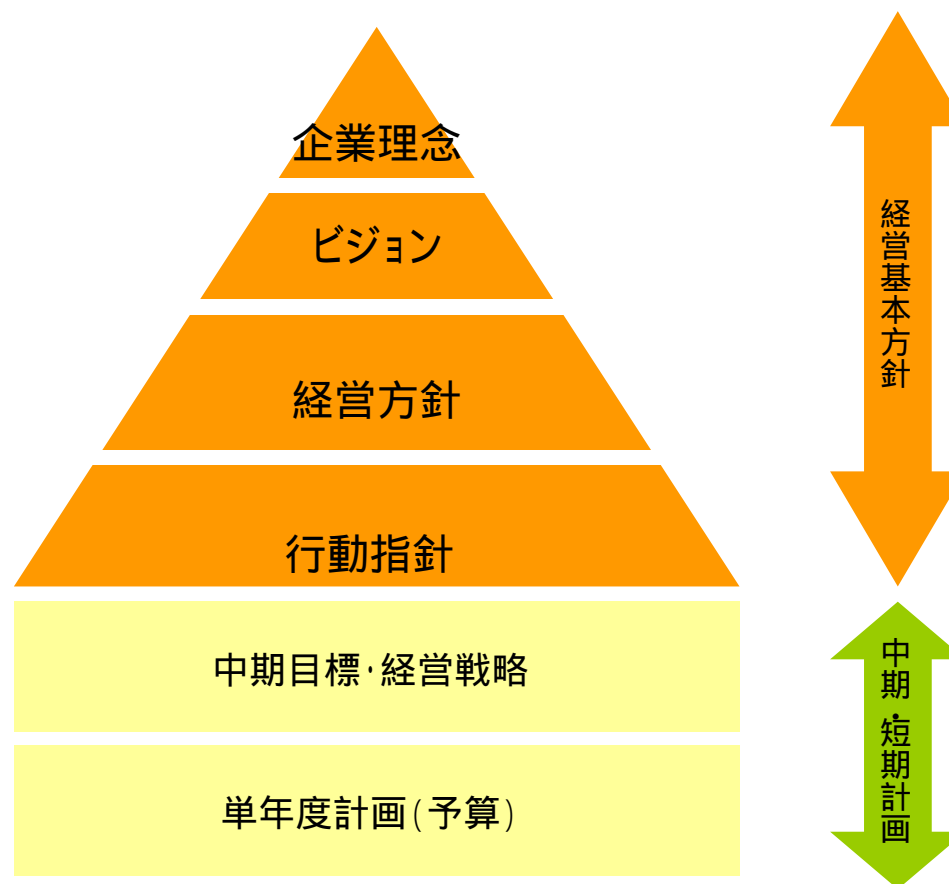 企業理念
ビジョン
経営方針
行動指針
中期目標・経営戦略
単年度計画(予算)
経営基本方針
中期・短期計画